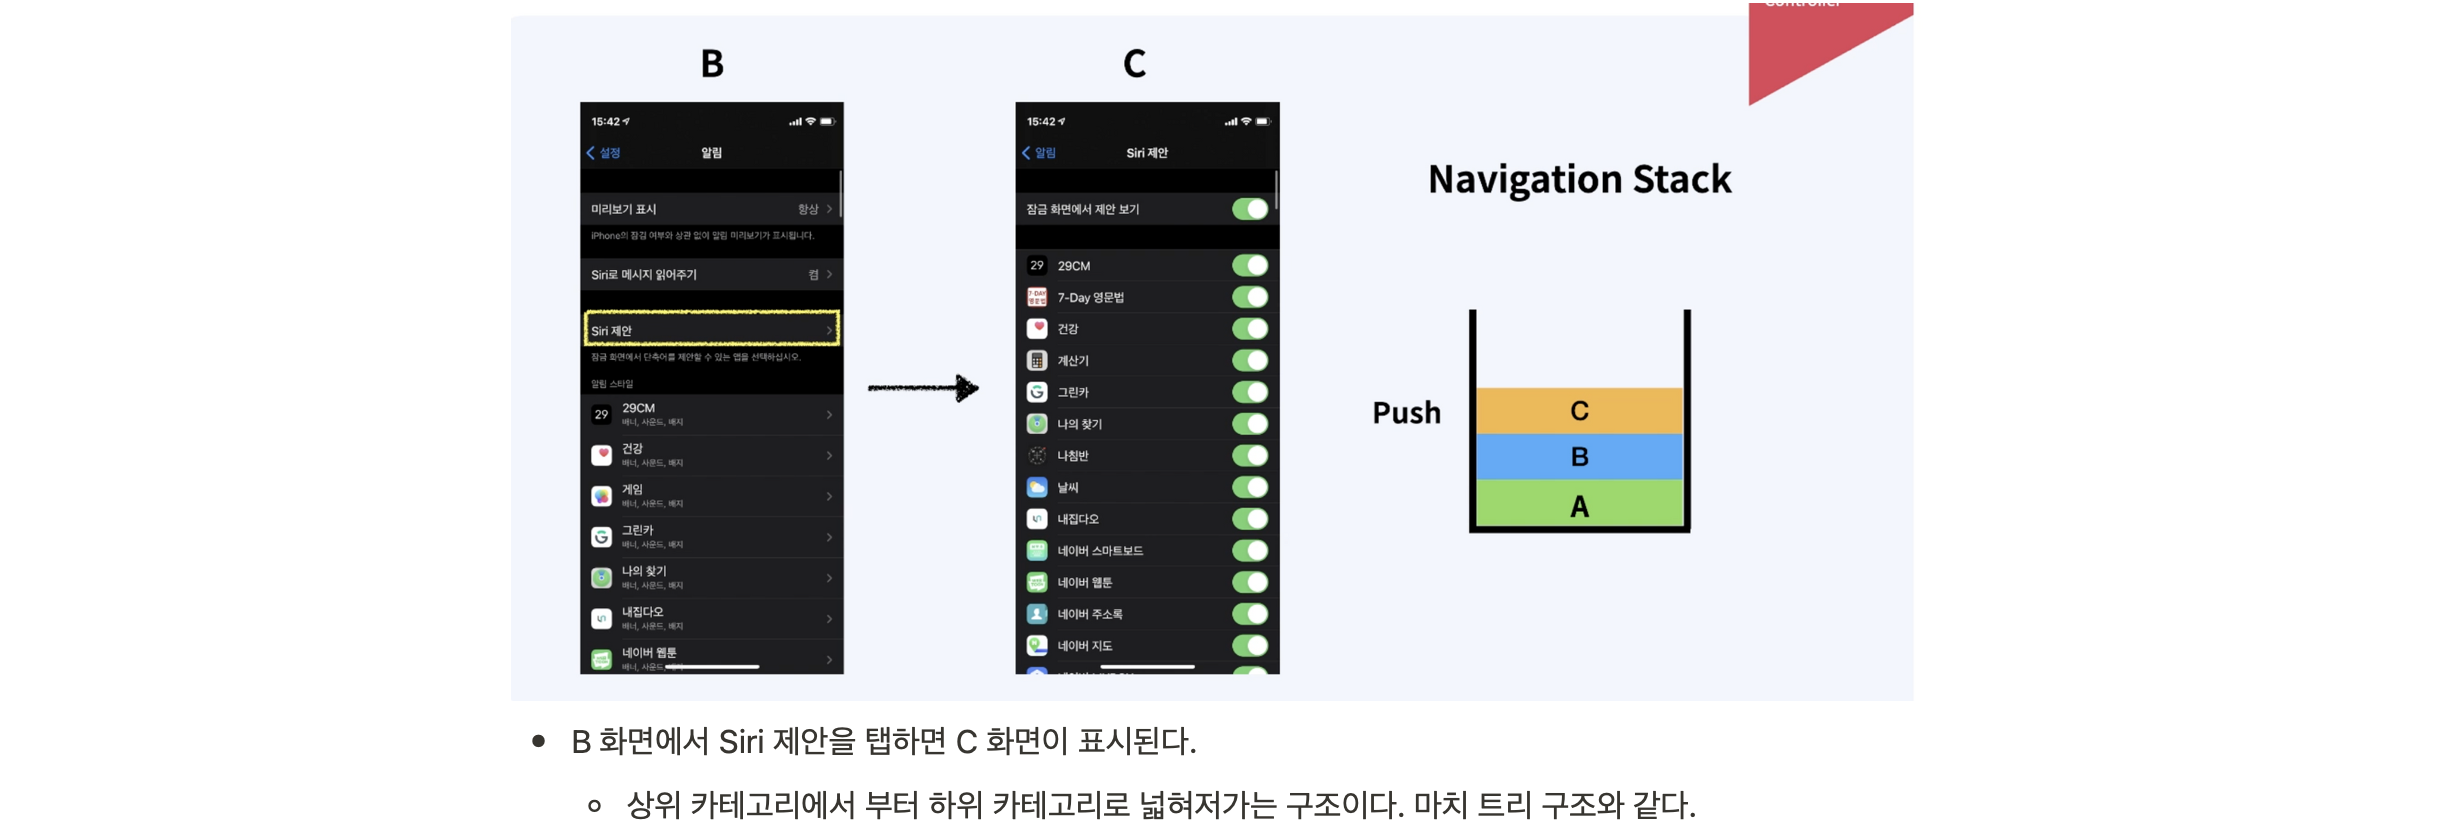 Controller
B
C
15:42
설정
알림
미리보기 표시
항상
iPhone의 잠김 여부와 상관 없이 알림 미리보기가 표시됩니다.
Siri로 메시지 읽어주기
켬
Siri 제안
잠금 화면에서 단축어를 제안할 수 있는 앱을 선택하십시오.
알림 스타일
29
29CM
배너, 사운드, 배지
건강
배너, 사운드, 배지
게임
배너, 사운드, 배지
그린카
배너, 사운드, 배지
나의 찾기
배너, 사운드, 배지
내집다오
배너, 사운드, 배지
네이버 웹툰
배너, 사운드, 배지
15:42
알림
Siri 제안
잠금 화면에서 제안 보기
29
29CM
7-DAY
영문법
7-Day 영문법
건강
계산기
그린카
나의 찾기
나침반
날씨
내집다오
네이버 스마트보드
네이버 웹툰
네이버 주소록
네이버 지도
Navigation Stack
Push
C
B
A
B 화면에서 Siri 제안을 탭하면 C 화면이 표시된다.
상위 카테고리에서 부터 하위 카테고리로 넓혀저가는 구조이다. 마치 트리 구조와 같다.